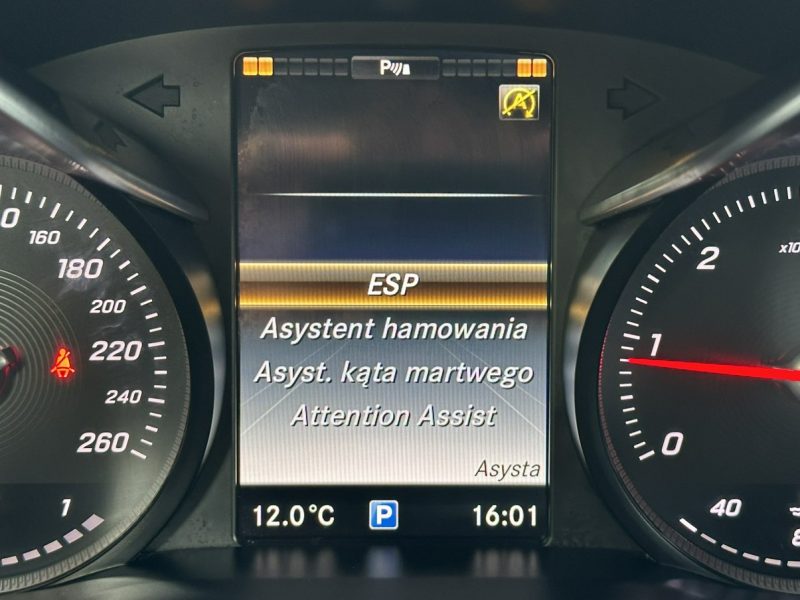 P
A
0
160
180
200
220
240
260
1
ESP
Asystent hamowania
Asyst. kąta martwego
Attention Assist
Asysta
12.0°C P 16:01
2
1
0
40